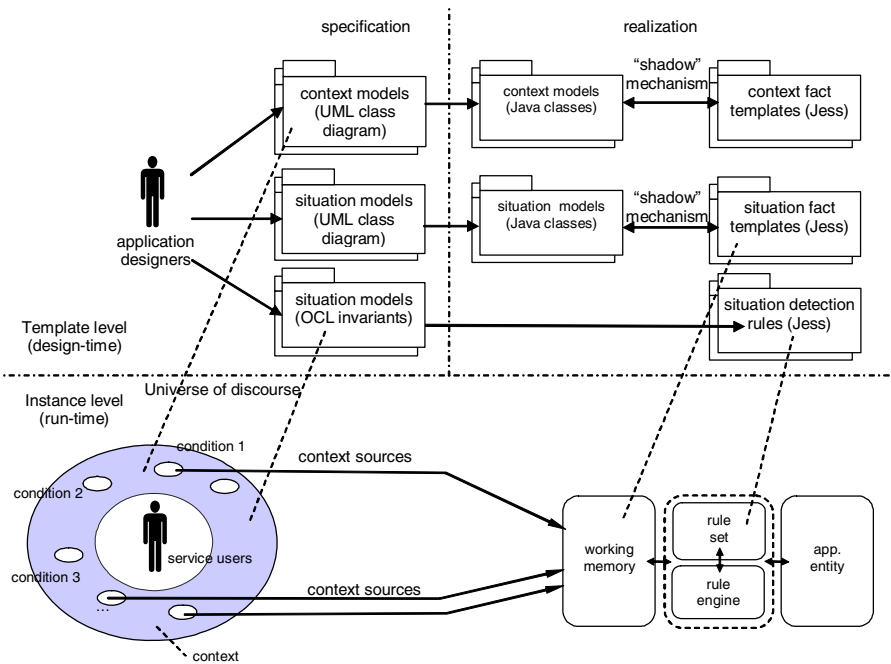 specification
realization
context models
(UML class
diagram)
context models
(Java classes)
“shadow”
mechanism
context fact
templates (Jess)
situation models
(UML class
diagram)
situation  models
(Java classes)
“shadow”
mechanism
situation fact
templates (Jess)
application
designers
situation models
(OCL invariants)
situation detection
rules (Jess)
Template level
(design-time)
Instance level
(run-time)
Universe of discourse
condition 1
context sources
condition 2
service users
condition 3
...
context sources
context
working
memory
rule
set
rule
engine
app.
entity